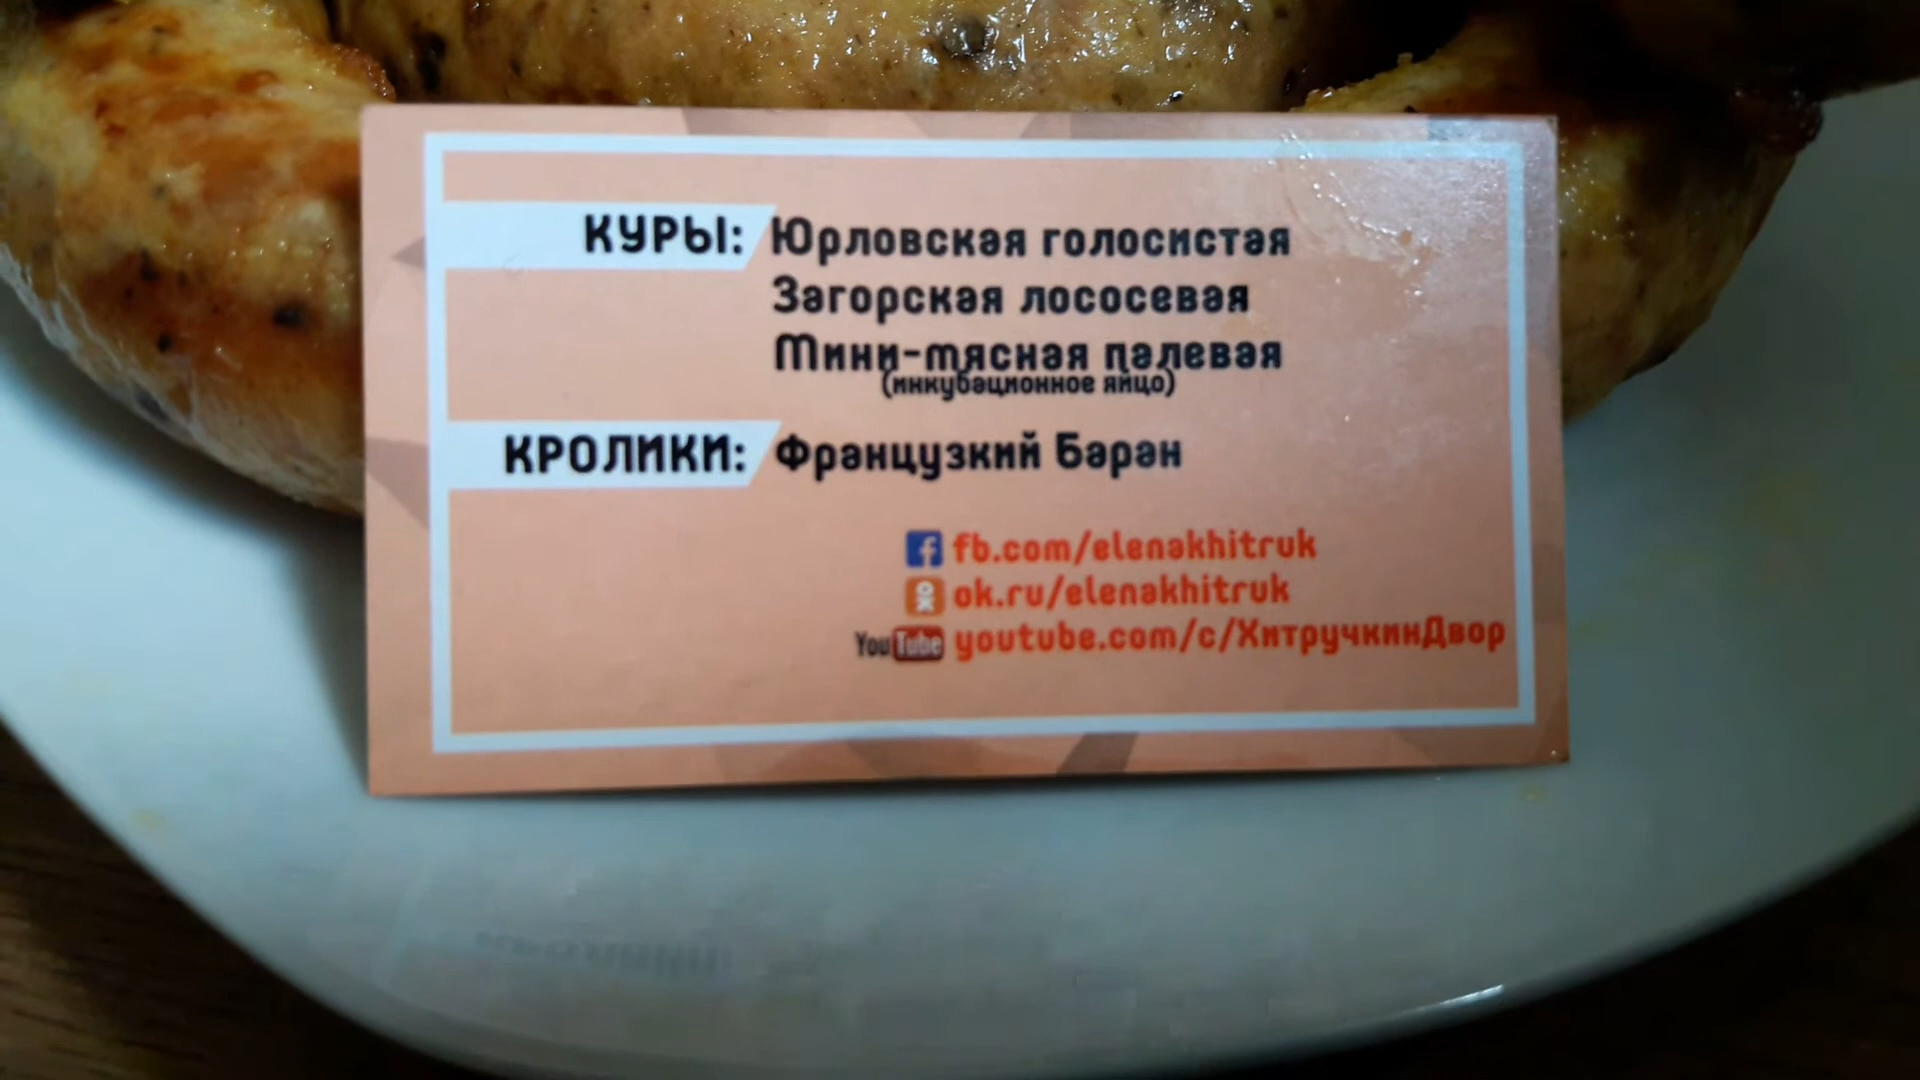 КУРЫ: Юрловская голосистая
Загорская лососевая
Мини-мясная палевая
(инкубационное яйцо)
КРОЛИКИ: Французкий Баран
f fb.com/elenakhitruk
ok.ru/elenakhitruk
YouTube youtube.com/c/ХитручкинДвор